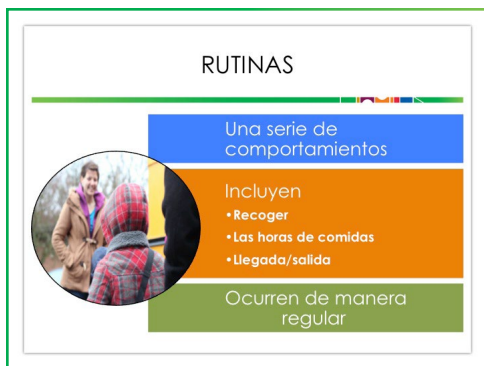 RUTINAS
Una serie de
comportamientos
Incluyen
•Recoger
•Las horas de comidas
•Llegada/salida
Ocurren de manera
regular